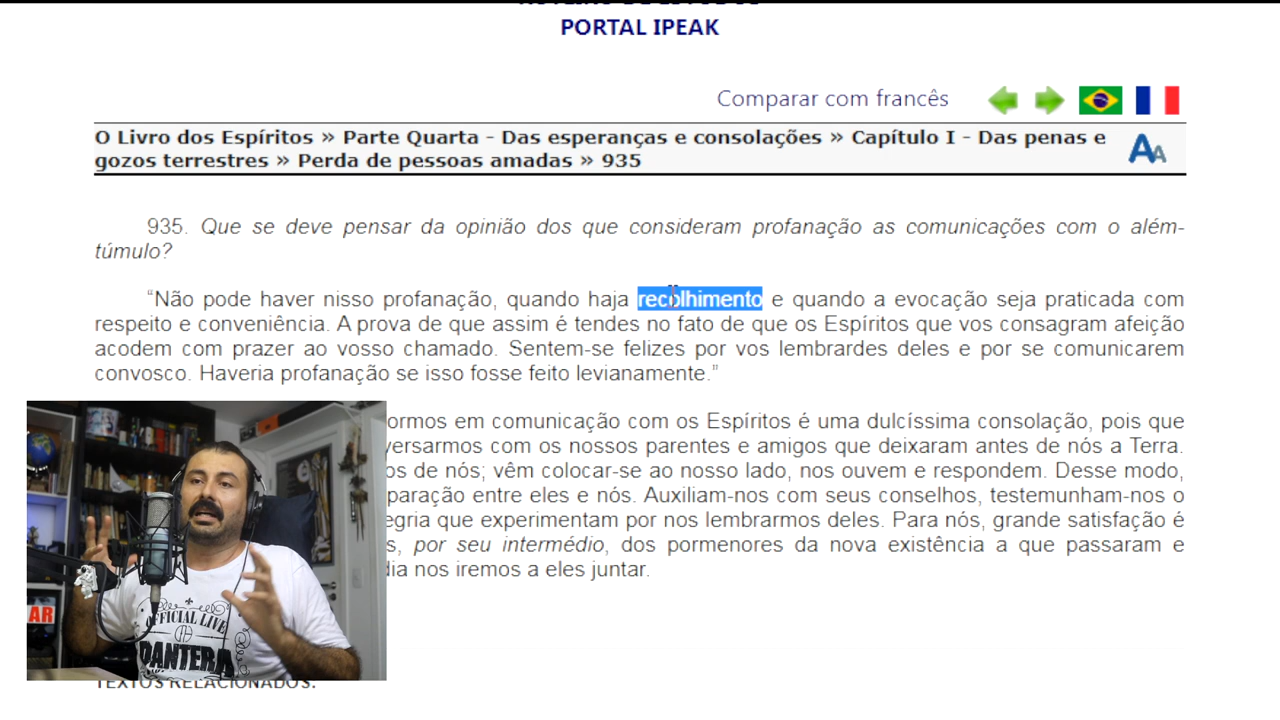 PORTAL IPEAK
Comparar com francês
O Livro dos Espíritos » Parte Quarta - Das esperanças e consolações » Capítulo I - Das penas e
gozos terrestres » Perda de pessoas amadas » 935
935. Que se deve pensar da opinião dos que consideram profanação as comunicações com o além-
túmulo?
“Não pode haver nisso profanação, quando haja recolhimento e quando a evocação seja praticada com
respeito e conveniência. A prova de que assim é tendes no fato de que os Espíritos que vos consagram afeição
acodem com prazer ao vosso chamado. Sentem-se felizes por vos lembrardes deles e por se comunicarem
convosco. Haveria profanação se isso fosse feito levianamente.”
ormos em comunicação com os Espíritos é uma dulcíssima consolação, pois que
versarmos com os nossos parentes e amigos que deixaram antes de nós a Terra.
os de nós; vêm colocar-se ao nosso lado, nos ouvem e respondem. Desse modo,
paração entre eles e nós. Auxiliam-nos com seus conselhos, testemunham-nos o
egria que experimentam por nos lembrarmos deles. Para nós, grande satisfação é
s, por seu intermédio, dos pormenores da nova existência a que passaram e
dia nos iremos a eles juntar.
AR
OFFICIAL LIVE
PANTERA
TEXTOS RELACIONADOS: